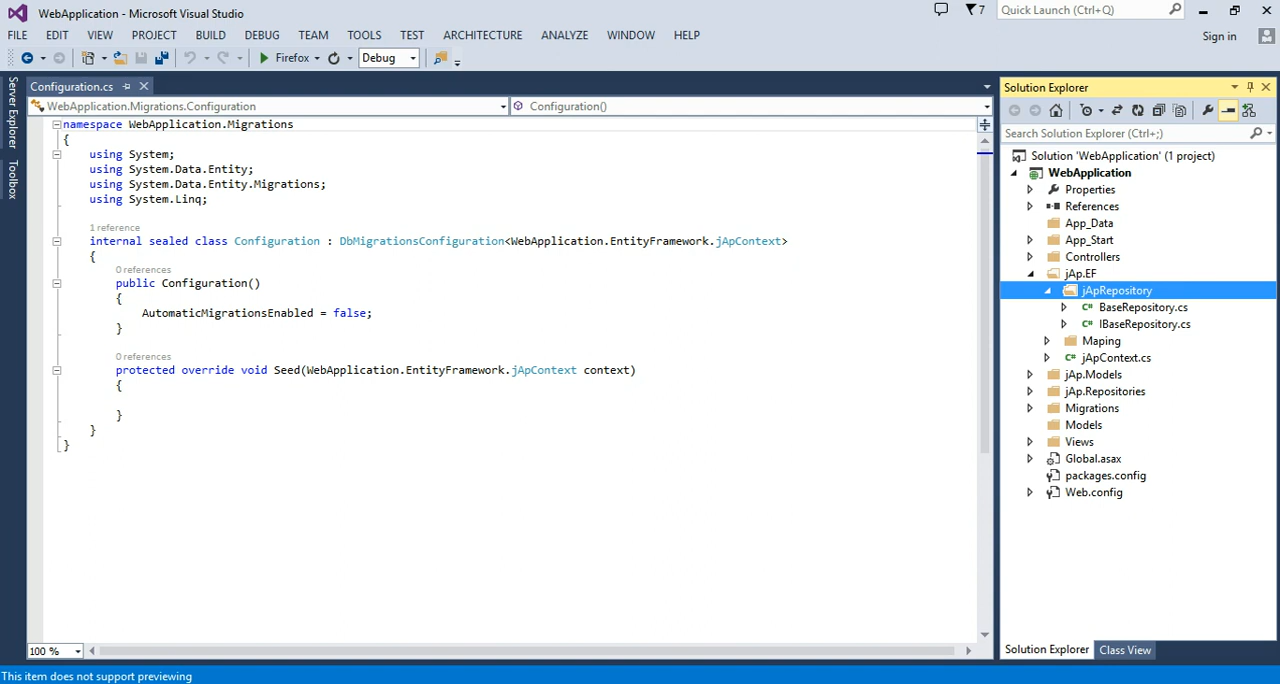 WebApplication - Microsoft Visual Studio
7
Quick Launch (Ctrl+Q)
FILE EDIT VIEW PROJECT BUILD DEBUG TEAM TOOLS TEST ARCHITECTURE ANALYZE WINDOW HELP
Sign in
Firefox Debug
Server Explorer
Toolbox
Configuration.cs
WebApplication.Migrations.Configuration
Configuration()
namespace WebApplication.Migrations
{
using System;
using System.Data.Entity;
using System.Data.Entity.Migrations;
using System.Linq;
1 reference
internal sealed class Configuration : DbMigrationsConfiguration<WebApplication.EntityFramework.jApContext>
{
0 references
public Configuration()
{
AutomaticMigrationsEnabled = false;
}
0 references
protected override void Seed(WebApplication.EntityFramework.jApContext context)
{
}
}
}
100 %
Solution Explorer
Search Solution Explorer (Ctrl+;)
Solution 'WebApplication' (1 project)
WebApplication
Properties
References
App_Data
App_Start
Controllers
jAp.EF
jApRepository
BaseRepository.cs
IBaseRepository.cs
Maping
jApContext.cs
jAp.Models
jAp.Repositories
Migrations
Models
Views
Global.asax
packages.config
Web.config
Solution Explorer Class View
This item does not support previewing